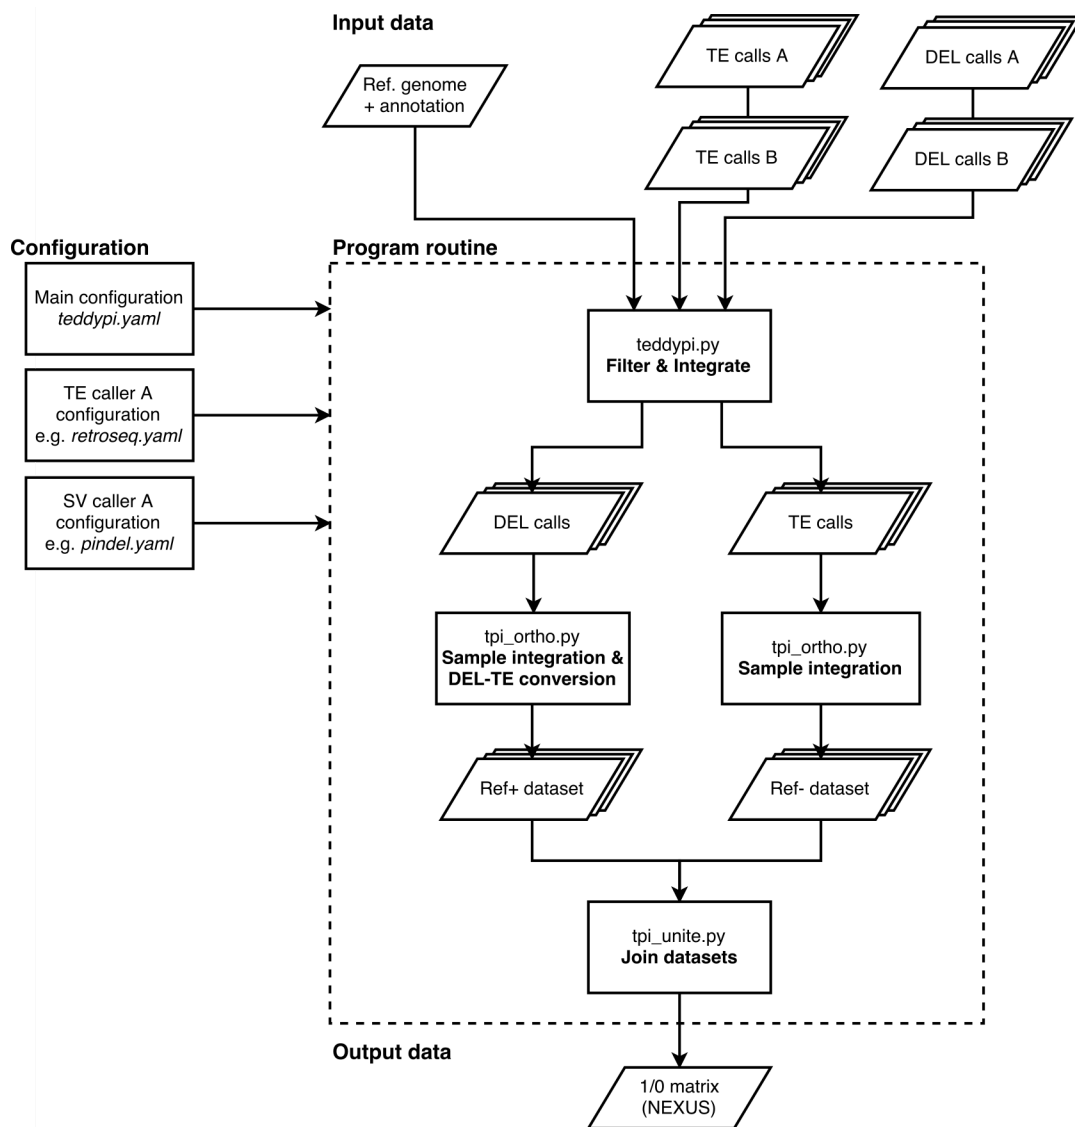 Input data
Ref. genome
+ annotation
TE calls A
DEL calls A
TE calls B
DEL calls B
Configuration
Main configuration
teddypi.yaml
TE caller A
configuration
e.g. retroseq.yaml
SV caller A
configuration
e.g. pindel.yaml
Program routine
teddypi.py
Filter & Integrate
DEL calls
TE calls
tpi_ortho.py
Sample integration &
DEL-TE conversion
tpi_ortho.py
Sample integration
Ref+ dataset
Ref- dataset
tpi_unite.py
Join datasets
Output data
1/0 matrix
(NEXUS)